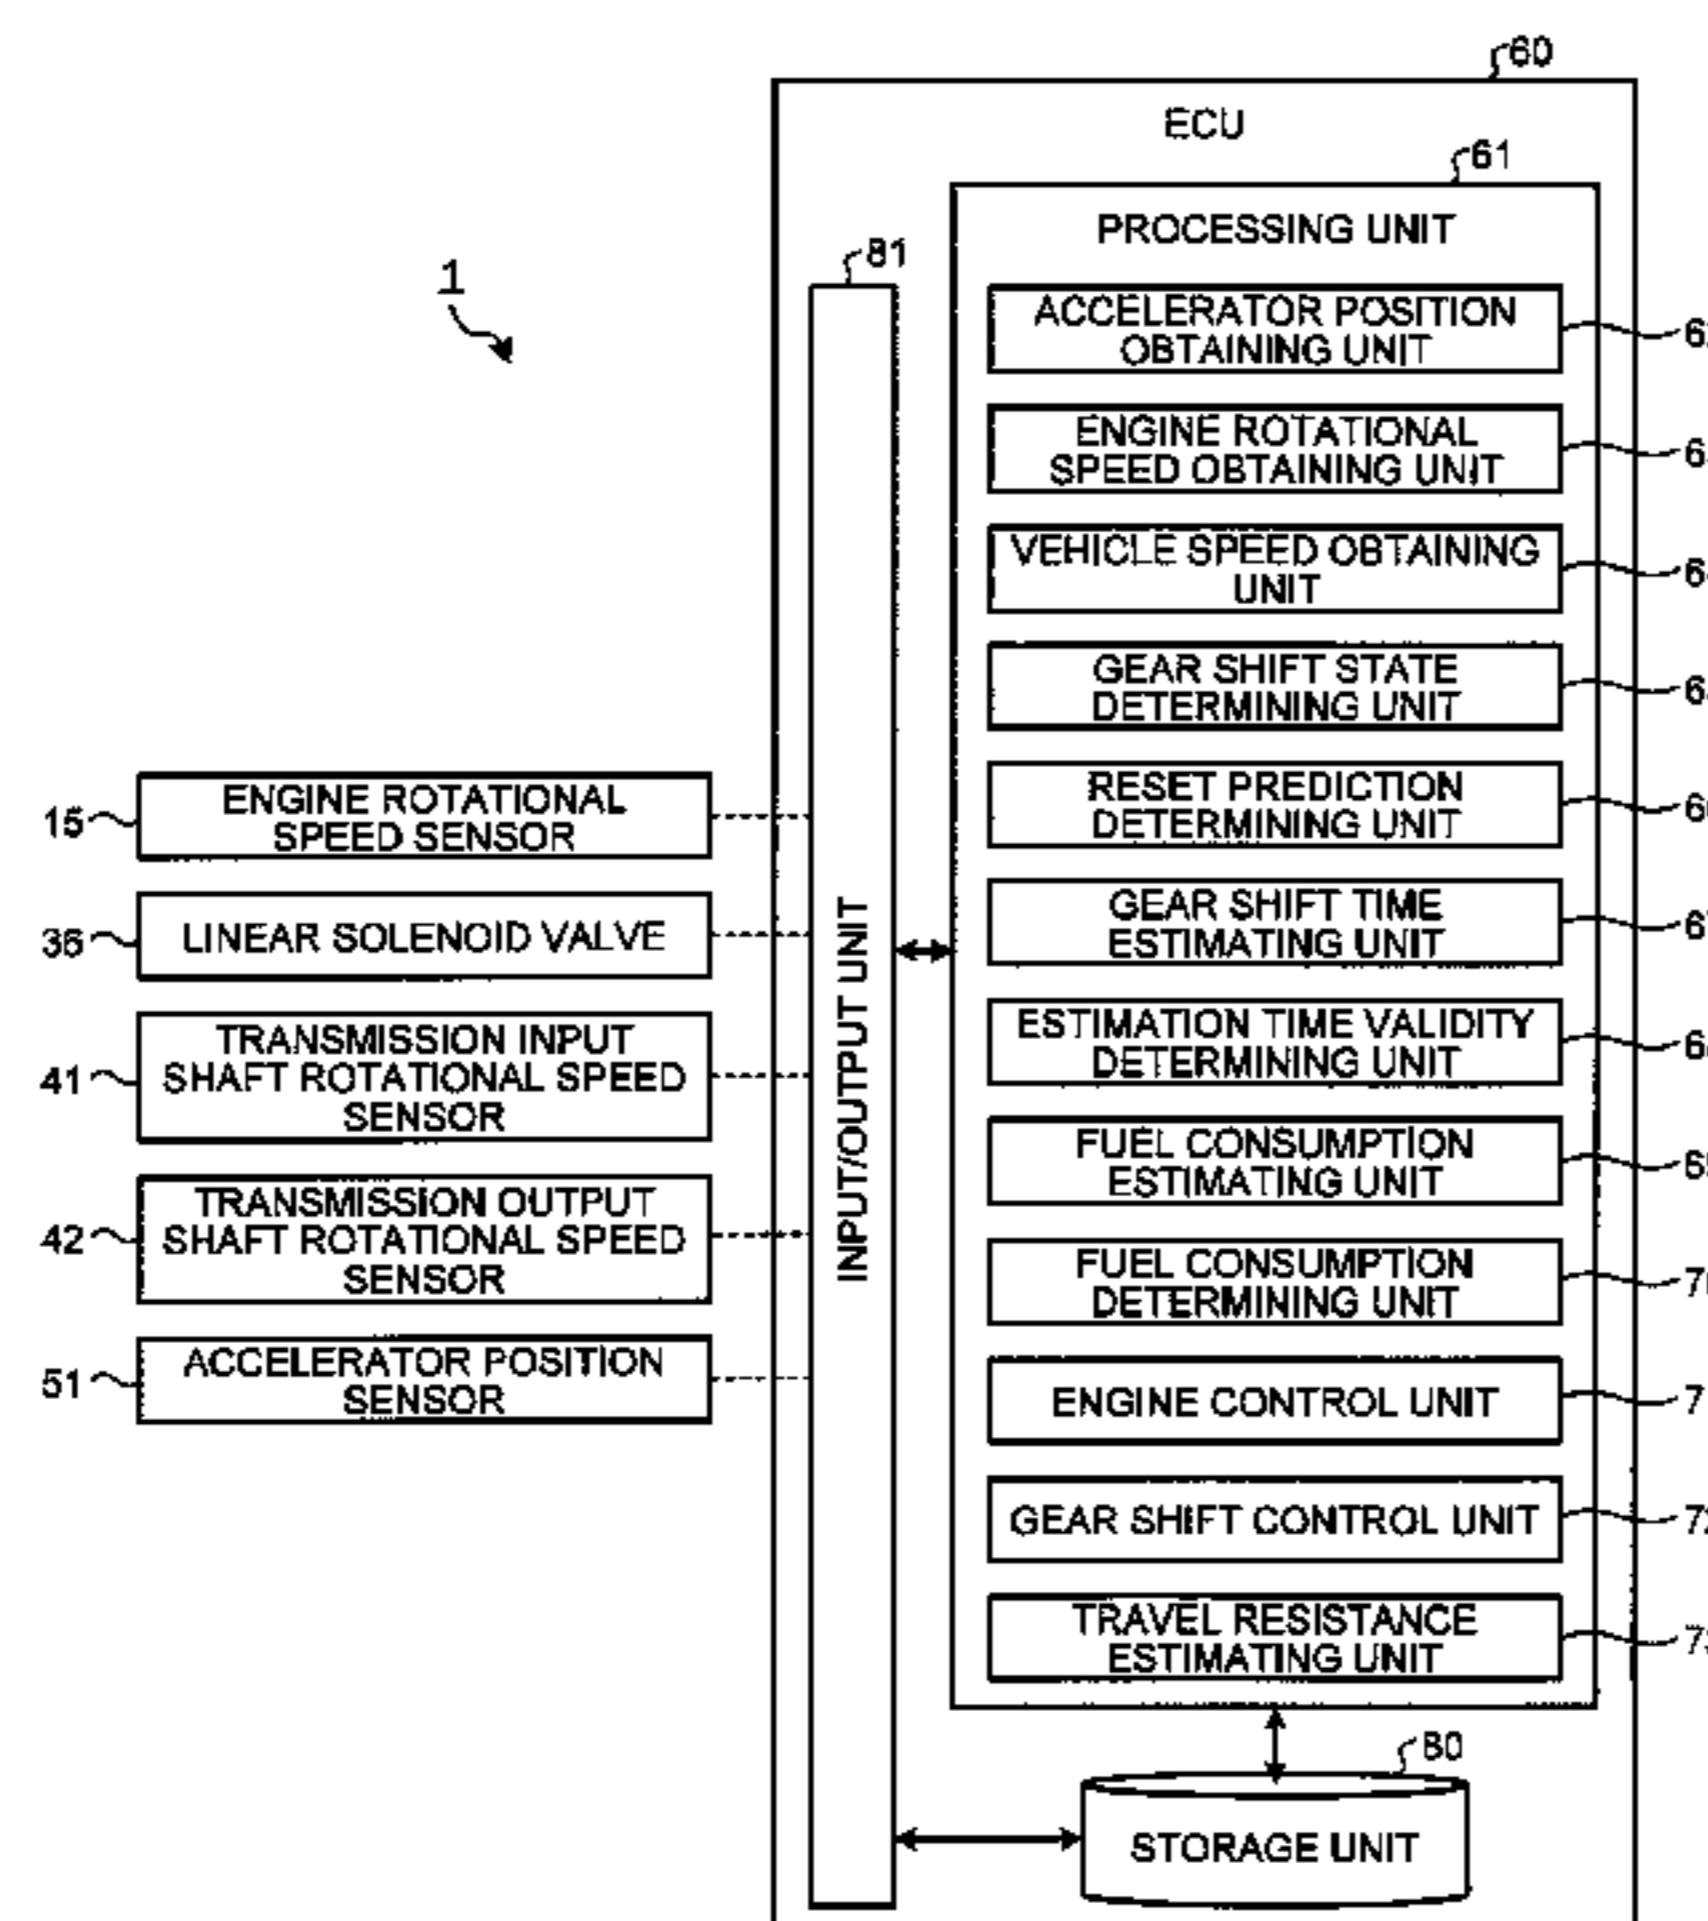 60
ECU
61
PROCESSING UNIT
81
1
ACCELERATOR POSITION
OBTAINING UNIT
ENGINE ROTATIONAL
SPEED OBTAINING UNIT
VEHICLE SPEED OBTAINING
UNIT
GEAR SHIFT STATE
DETERMINING UNIT
RESET PREDICTION
DETERMINING UNIT
GEAR SHIFT TIME
ESTIMATING UNIT
ESTIMATION TIME VALIDITY
DETERMINING UNIT
FUEL CONSUMPTION
ESTIMATING UNIT
FUEL CONSUMPTION
DETERMINING UNIT
ENGINE CONTROL UNIT
GEAR SHIFT CONTROL UNIT
72
TRAVEL RESISTANCE
ESTIMATING UNIT
INPUT/OUTPUT UNIT
15
ENGINE ROTATIONAL
SPEED SENSOR
36
LINEAR SOLENOID VALVE
41
TRANSMISSION INPUT
SHAFT ROTATIONAL SPEED
SENSOR
42
TRANSMISSION OUTPUT
SHAFT ROTATIONAL SPEED
SENSOR
51
ACCELERATOR POSITION
SENSOR
80
STORAGE UNIT